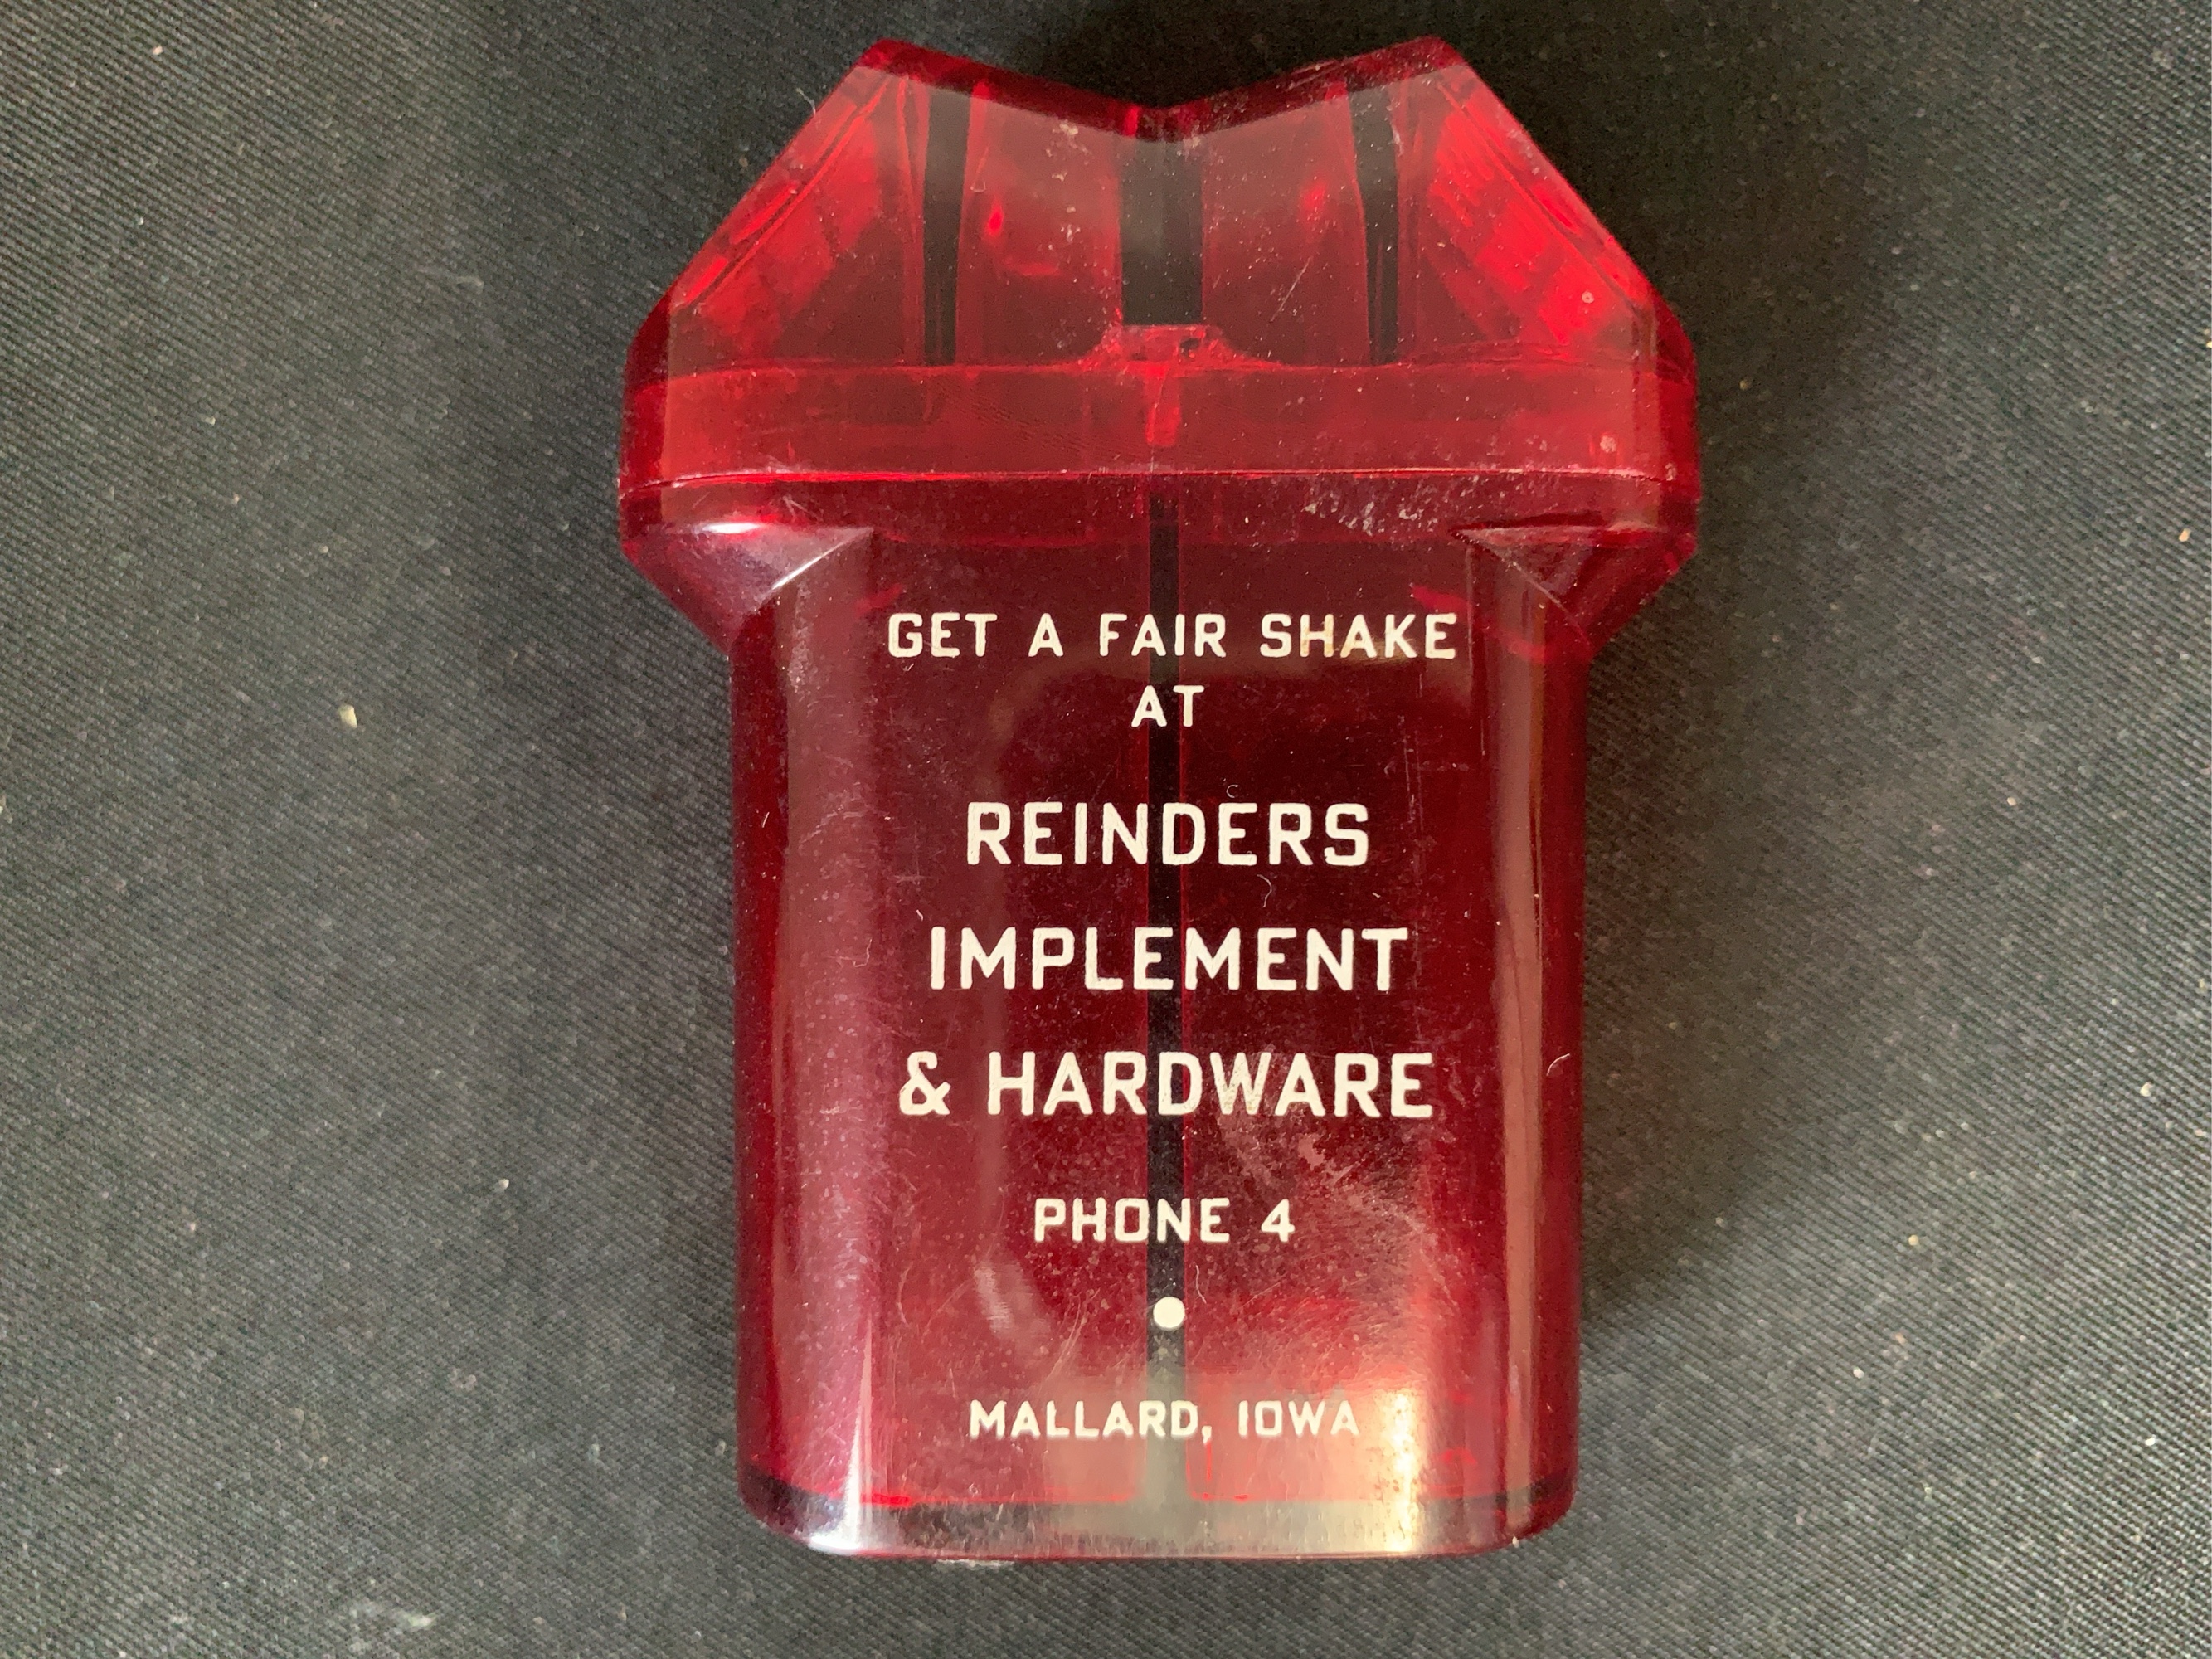 GET A FAIR SHAKE
AT
REINDERS
IMPLEMENT
& HARDWARE
PHONE 4
MALLARD, IOWA